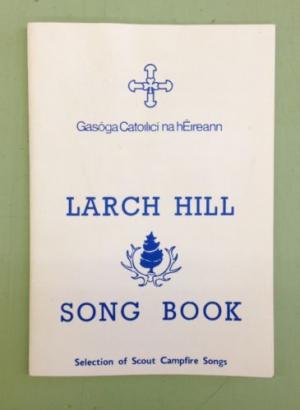 Gasóga Catoilicí na hÉireann
LARCH HILL
SONG BOOK
Selection of Scout Campfire Songs